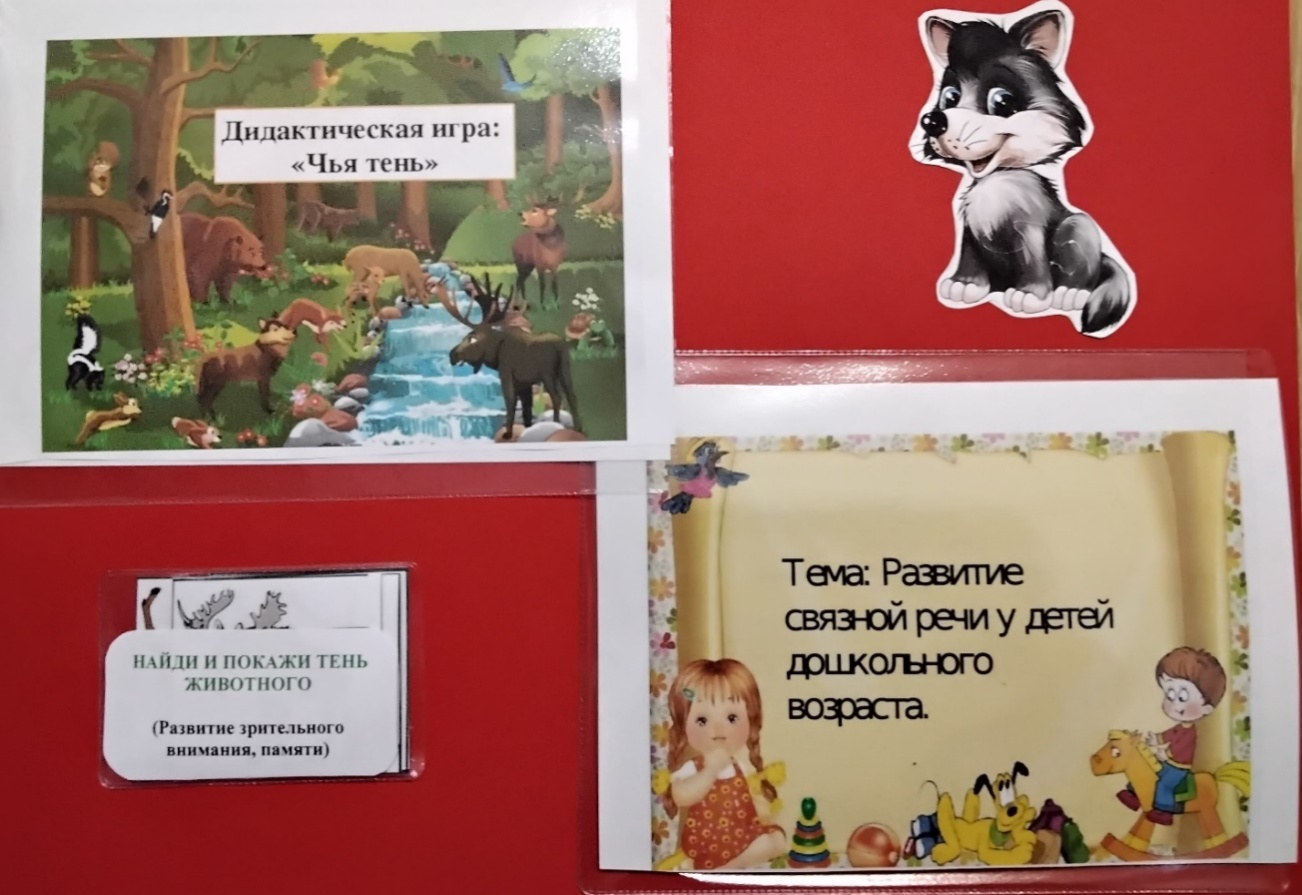 Дидактическая игра:
«Чья тень»
НАЙДИ И ПОКАЖИ ТЕНЬ
ЖИВОТНОГО
(Развитие зрительного
внимания, памяти)
Тема: Развитие
связной речи у детей
дошкольного
возраста.